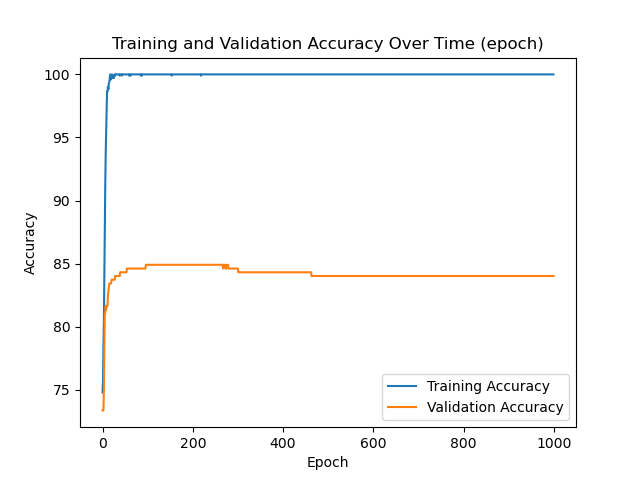 Training and Validation Accuracy Over Time (epoch)
100
95
90
85
80
75
Accuracy
Training Accuracy
Validation Accuracy
0
200
400
600
800
1000
Epoch